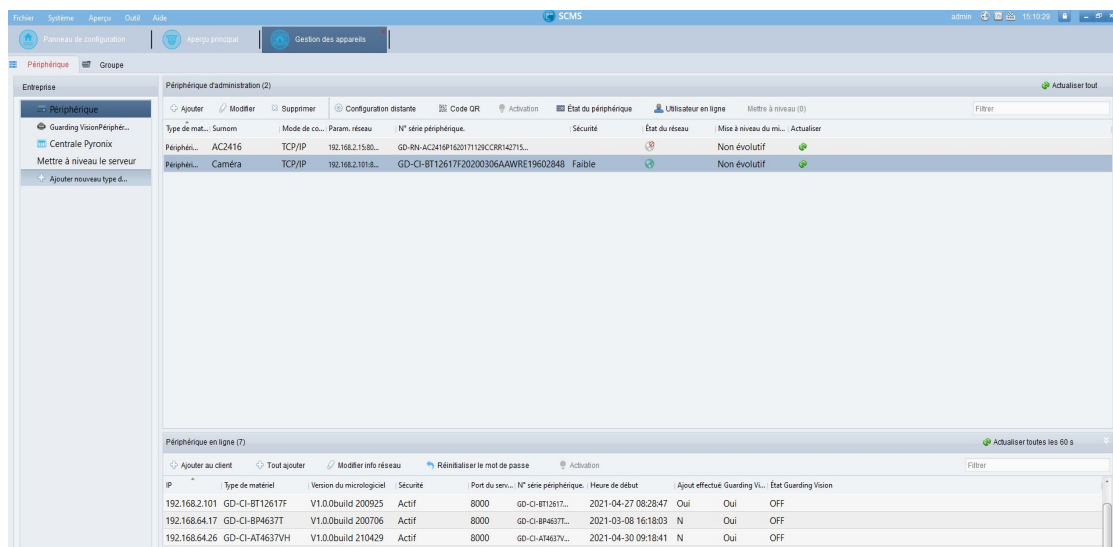 Fichier Système Aperçu Outil Aide SCMS admin 15:10:29
Panneau de configuration Aperçu principal Gestion des appareils
Périphérique Groupe
Entreprise
Périphérique
Guarding VisionPériphér...
Centrale Pyronix
Mettre à niveau le serveur
Ajouter nouveau type d...
Périphérique d'administration (2) Actualiser tout
Ajouter Modifier Supprimer Configuration distante Code QR Activation État du périphérique Utilisateur en ligne Mettre à niveau (0) Filtrer
Type de mat... Surnom Mode de co... Param. réseau N° série périphérique. Sécurité État du réseau Mise à niveau du mi... Actualiser
Périphéri... AC2416 TCP/IP 192.168.2.15:80... GD-RN-AC2416P1620171129CCRR142715... Non évolutif
Périphéri... Caméra TCP/IP 192.168.2.101:8... GD-CI-BT12617F20200306AAWRE19602848 Faible Non évolutif
Périphérique en ligne (7) Actualiser toutes les 60 s
Ajouter au client Tout ajouter Modifier info réseau Réinitialiser le mot de passe Activation Filtrer
IP Type de matériel Version du micrologiciel Sécurité Port du serv... N° série périphérique. Heure de début Ajout effectué Guarding Vi... État Guarding Vision
192.168.2.101 GD-CI-BT12617F V1.0.0build 200925 Actif 8000 GD-CI-BT12617... 2021-04-27 08:28:47 Oui Oui OFF
192.168.64.17 GD-CI-BP4637T V1.0.0build 200706 Actif 8000 GD-CI-BP4637T... 2021-03-08 16:18:03 N Oui OFF
192.168.64.26 GD-CI-AT4637VH V1.0.0build 210429 Actif 8000 GD-CI-AT4637V... 2021-04-30 09:18:41 N Oui OFF